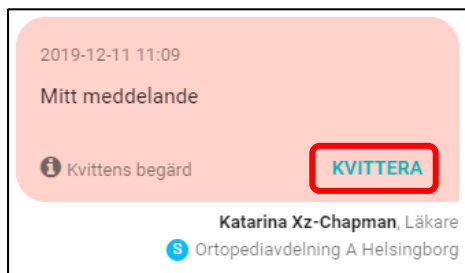 2019-12-11 11:09
Mitt meddelande
Kvittens begärd KVITTERA
Katarina Xz-Chapman, Läkare
S Ortopediavdelning A Helsingborg